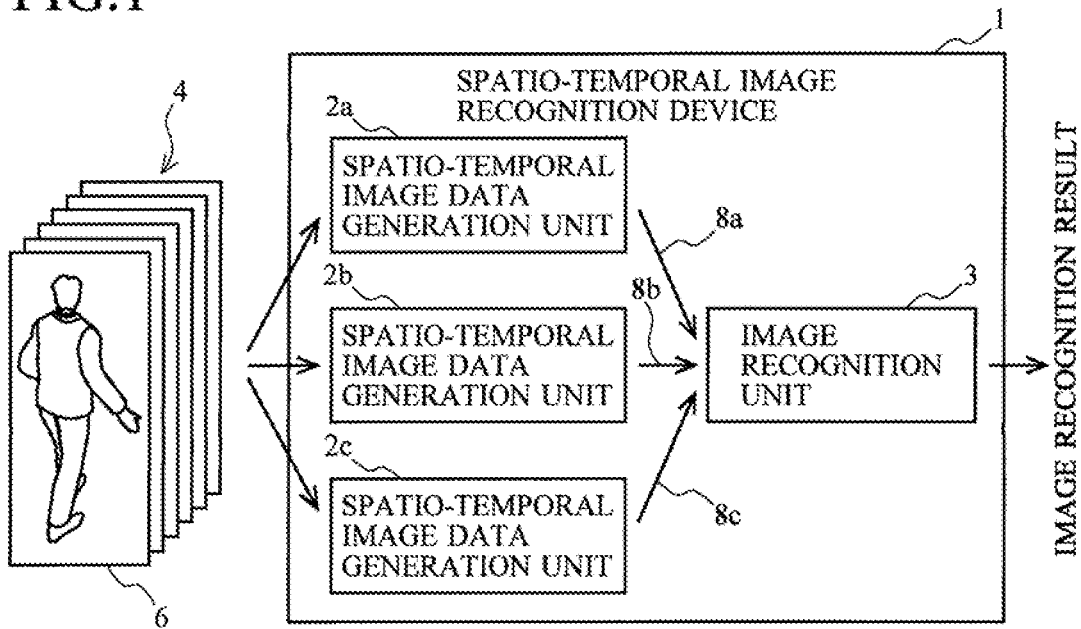 FIG.1
1
SPATIO-TEMPORAL IMAGE
RECOGNITION DEVICE
4
2a
SPATIO-TEMPORAL
IMAGE DATA
GENERATION UNIT
8a
2b
SPATIO-TEMPORAL
IMAGE DATA
GENERATION UNIT
8b
3
IMAGE
RECOGNITION
UNIT
2c
SPATIO-TEMPORAL
IMAGE DATA
GENERATION UNIT
8c
6
IMAGE RECOGNITION RESULT